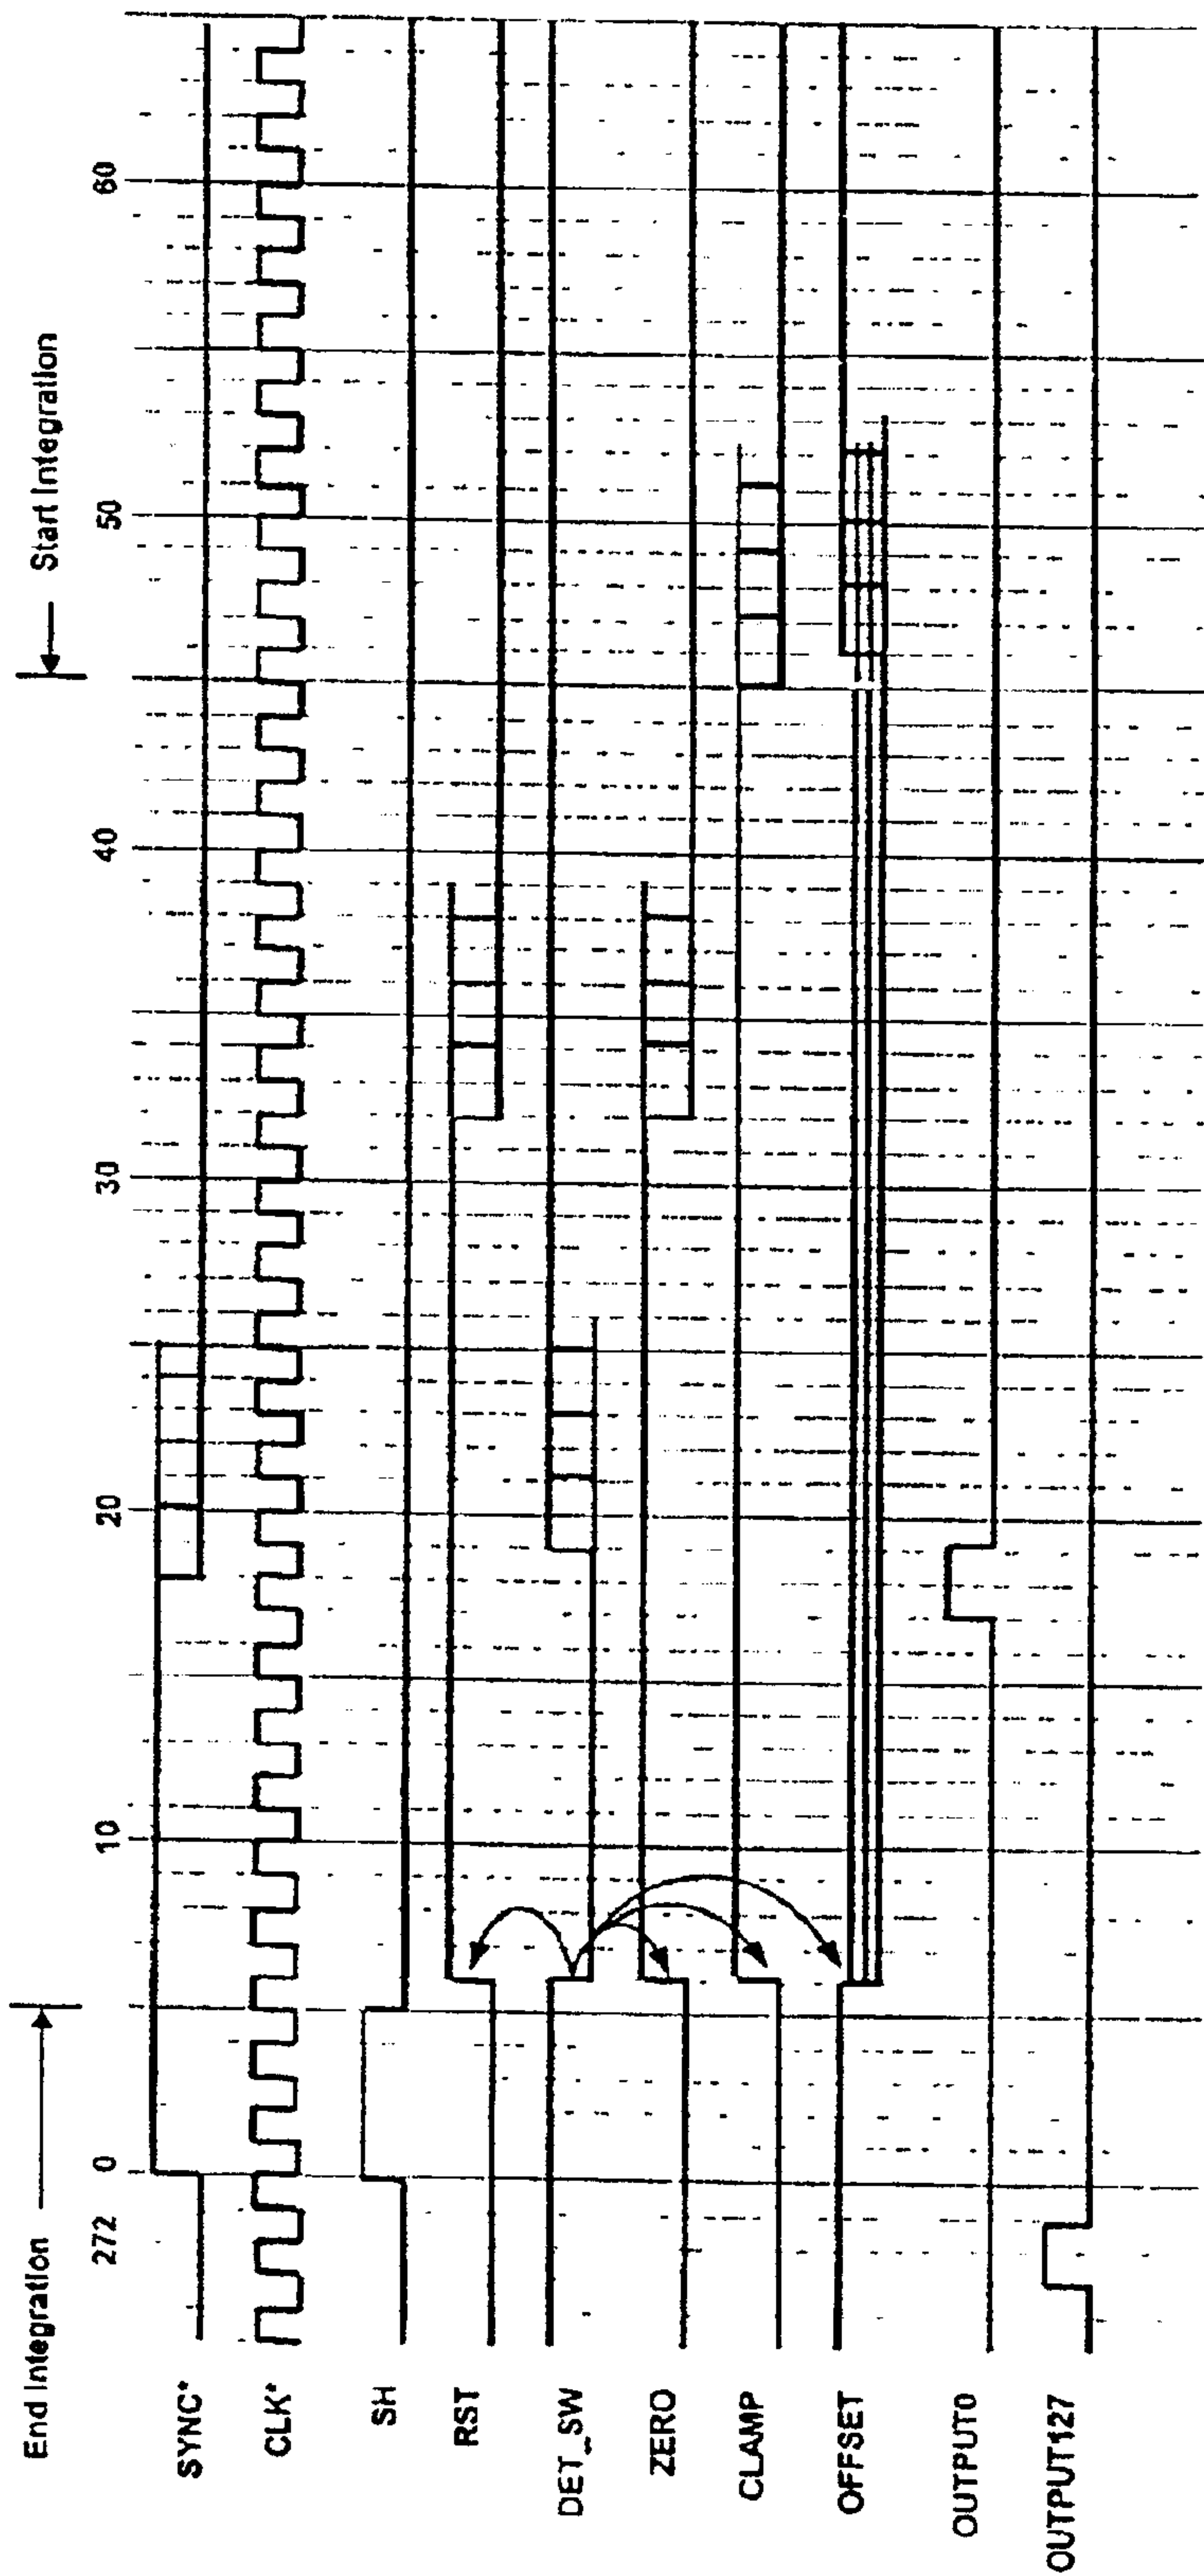 End Integration
Start Integration
272 0 10 20 30 40 50 60
SYNC*
CLK*
SH
RST
DET_SW
ZERO
CLAMP
OFFSET
OUTPUT0
OUTPUT127